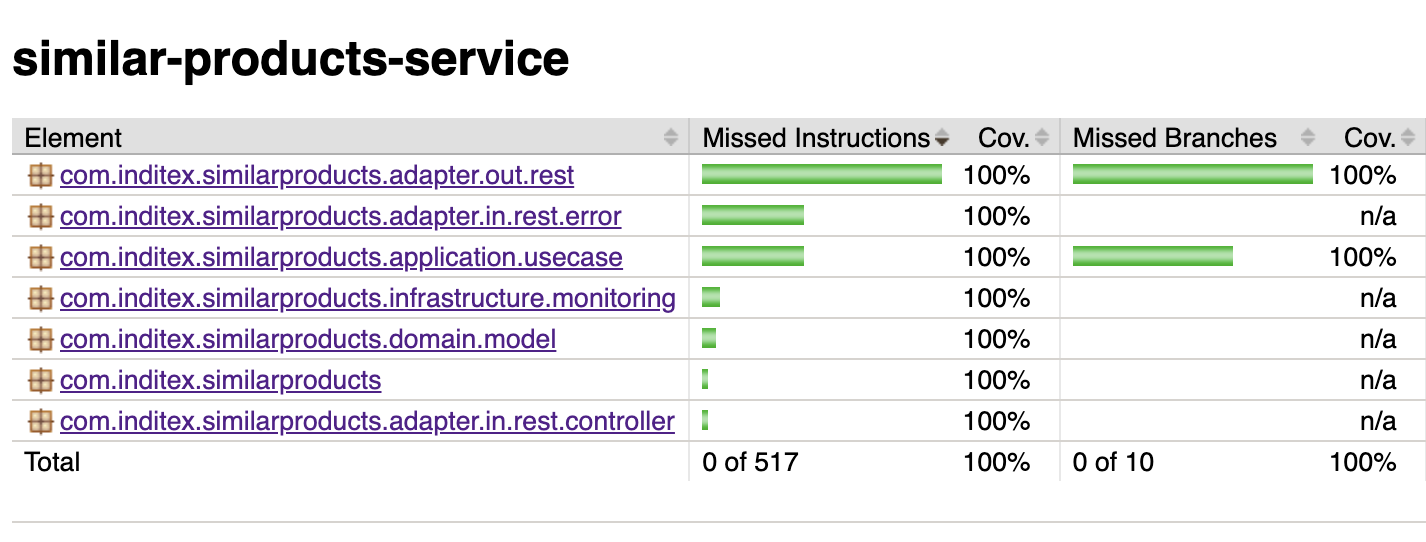 similar-products-service
Element Missed Instructions Cov. Missed Branches Cov.
com.inditex.similarproducts.adapter.out.rest 100% 100%
com.inditex.similarproducts.adapter.in.rest.error 100% n/a
com.inditex.similarproducts.application.usecase 100% 100%
com.inditex.similarproducts.infrastructure.monitoring 100% n/a
com.inditex.similarproducts.domain.model 100% n/a
com.inditex.similarproducts 100% n/a
com.inditex.similarproducts.adapter.in.rest.controller 100% n/a
Total 0 of 517 100% 0 of 10 100%